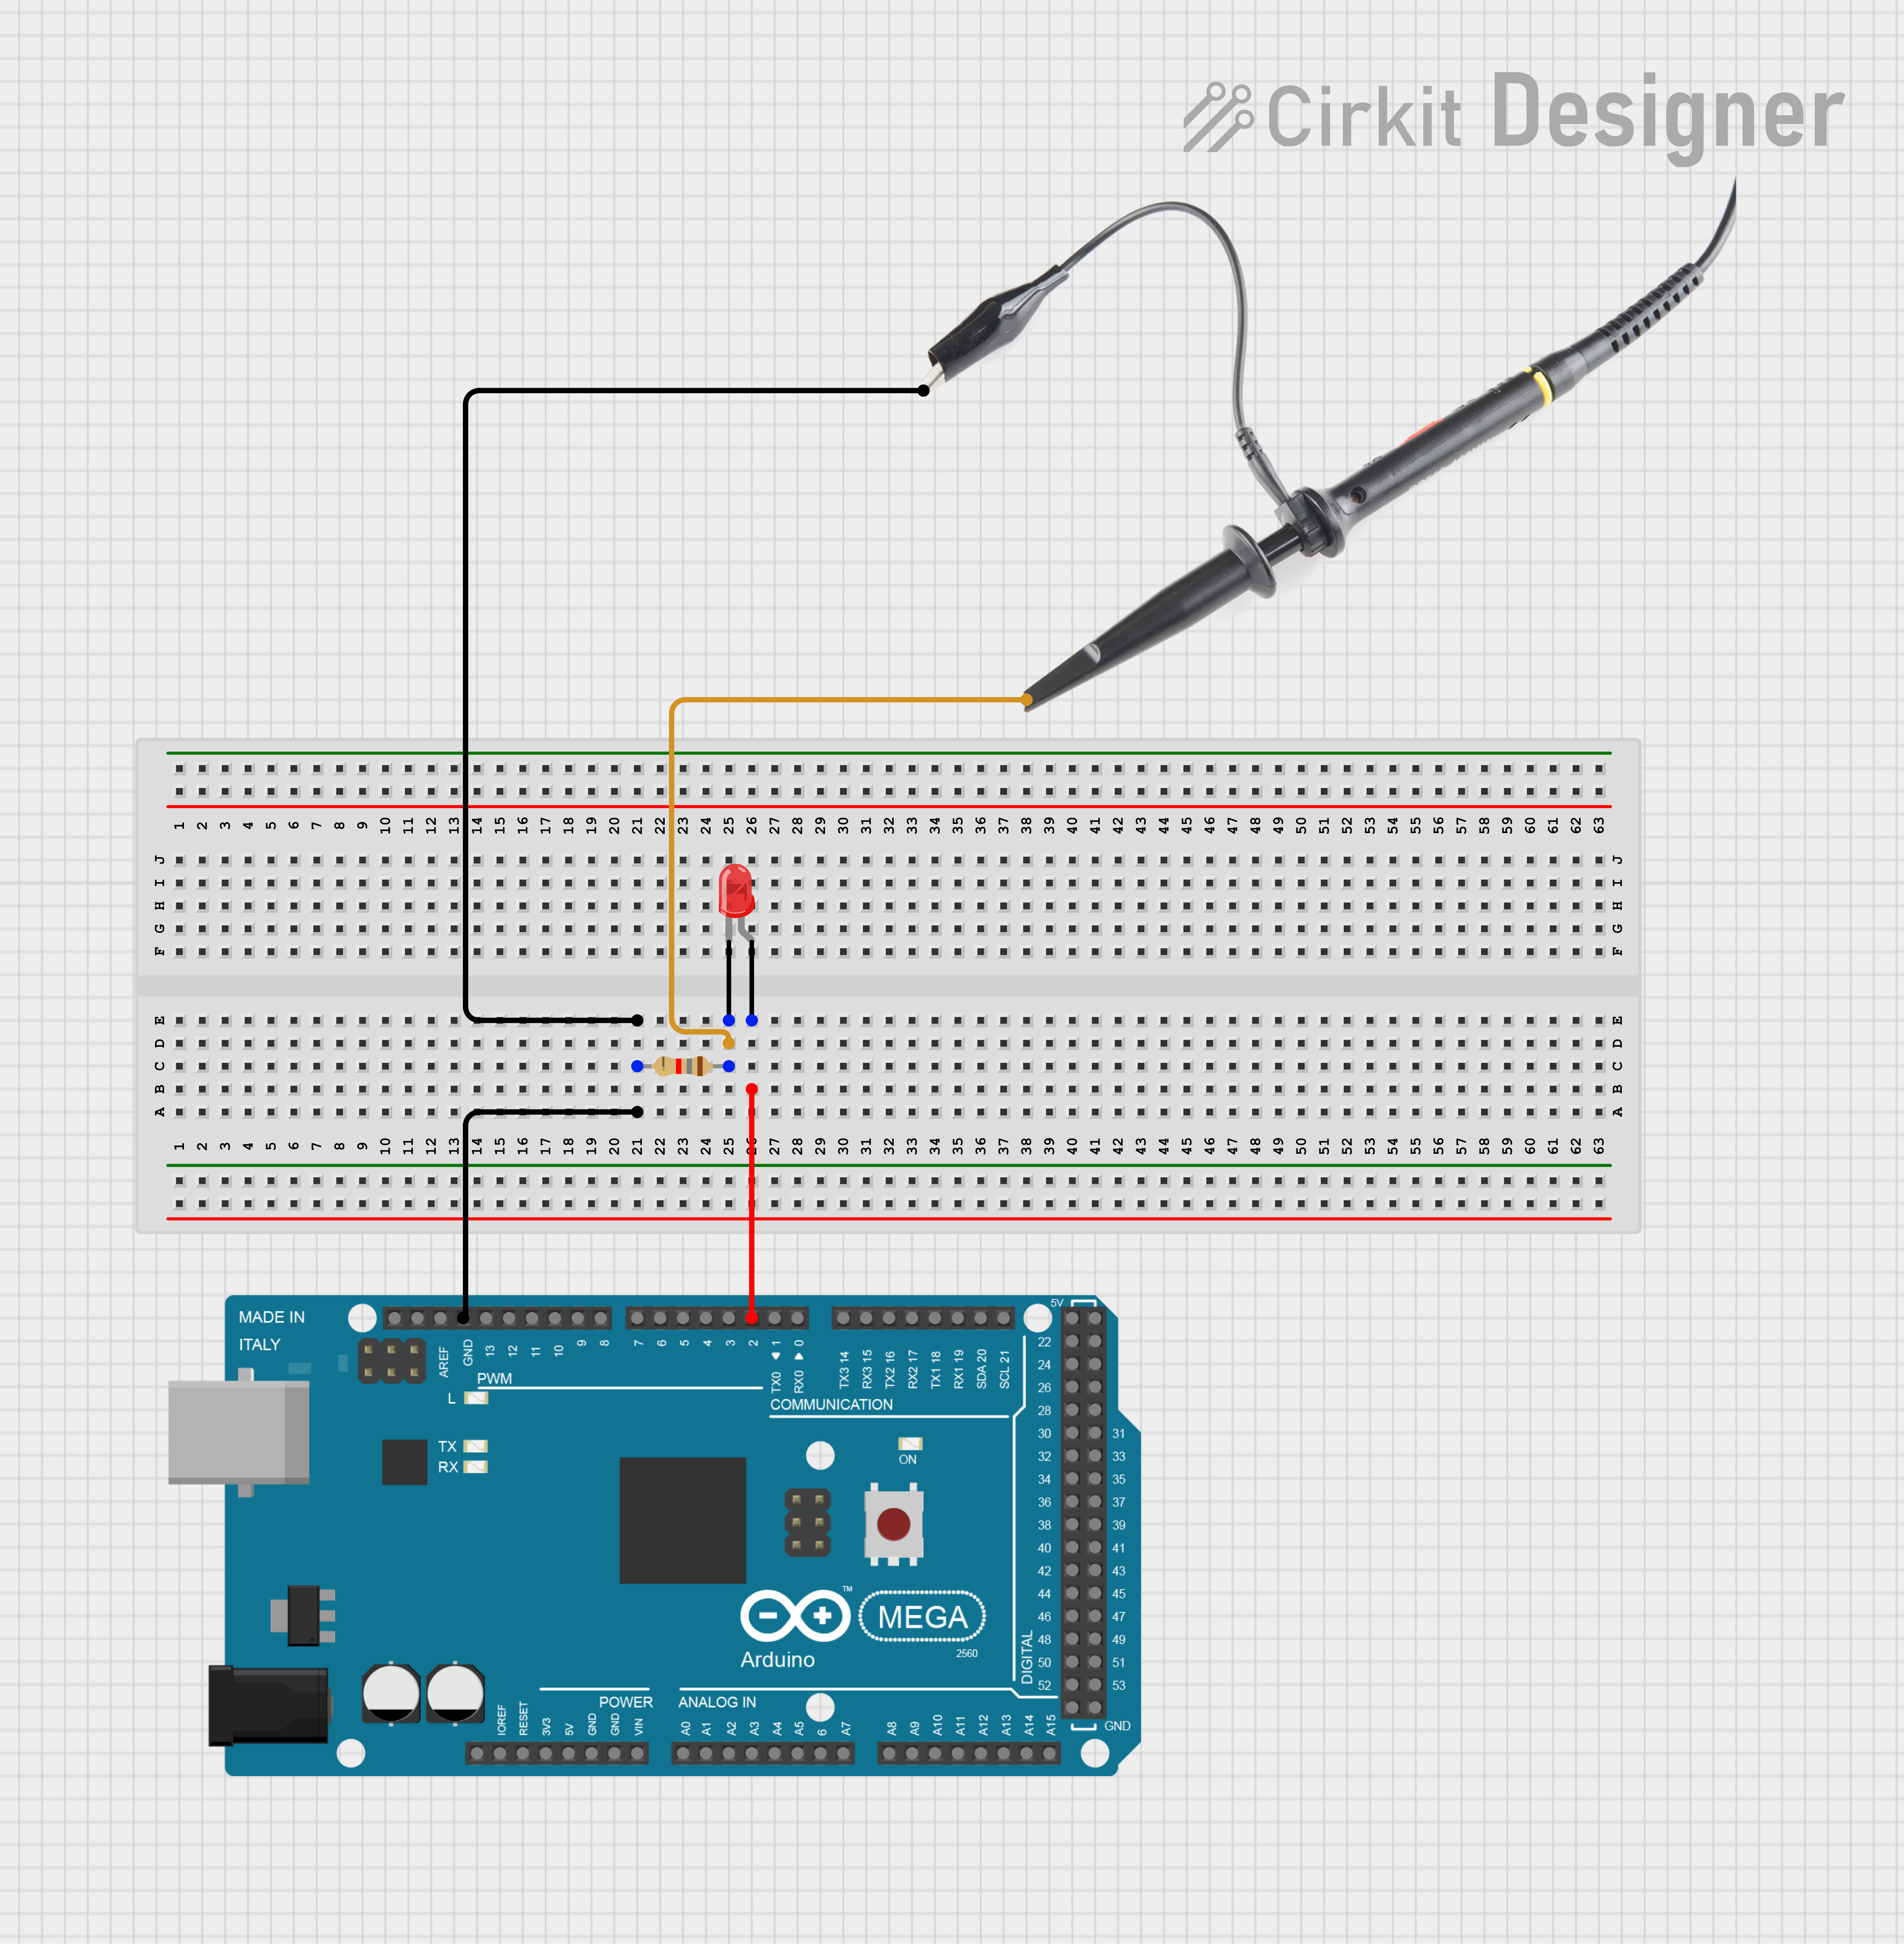 Cirkit Designer
1 2 3 4 5 6 7 8 9 10 11 12 13 14 15 16 17 18 19 20 21 22 23 24 25 26 27 28 29 30 31 32 33 34 35 36 37 38 39 40 41 42 43 44 45 46 47 48 49 50 51 52 53 54 55 56 57 58 59 60 61 62 63
J J
I I
H H
G G
F F
E E
D D
C C
B B
A A
1 2 3 4 5 6 7 8 9 10 11 12 13 14 15 16 17 18 19 20 21 22 23 24 25 26 27 28 29 30 31 32 33 34 35 36 37 38 39 40 41 42 43 44 45 46 47 48 49 50 51 52 53 54 55 56 57 58 59 60 61 62 63
MADE IN
ITALY
AREF GND 13 12 11 10 9 8 7 6 5 4 3 2 1 0
TX0 RX0
TX3 14 RX3 15 TX2 16 RX2 17 TX1 18 RX1 19 SDA 20 SCL 21
5V
PWM
COMMUNICATION
L
TX
RX
ON
22
24
26
28
30 31
32 33
34 35
36 37
38 39
40 41
42 43
44 45
46 47
48 49
50 51
52 53
GND
DIGITAL
TM
MEGA
Arduino
2560
POWER
ANALOG IN
IOREF RESET 3V3 5V GND GND VIN A0 A1 A2 A3 A4 A5 6 A7 A8 A9 A10 A11 A12 A13 A14 A15